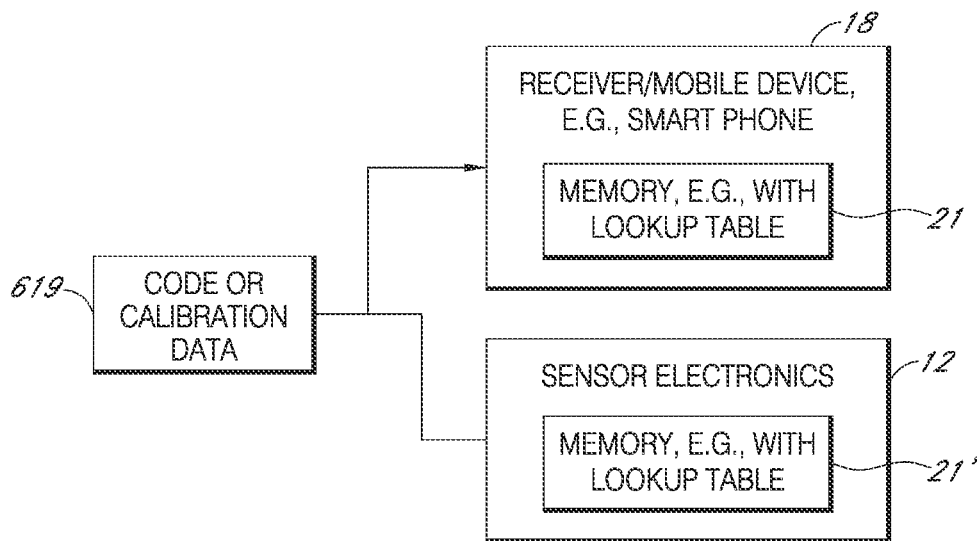 18
RECEIVER/MOBILE DEVICE,
E.G., SMART PHONE
MEMORY, E.G., WITH
LOOKUP TABLE
21
619
CODE OR
CALIBRATION
DATA
SENSOR ELECTRONICS
12
MEMORY, E.G., WITH
LOOKUP TABLE
21'